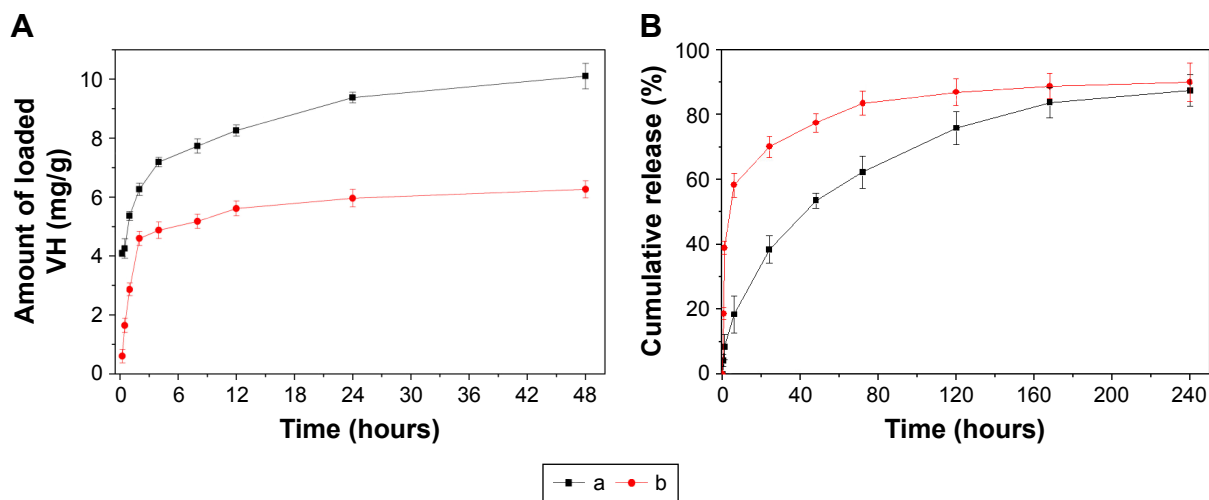 A
Amount of loaded
VH (mg/g)
10
8
6
4
2
0
0 6 12 18 24 30 36 42 48
Time (hours)
B
Cumulative release (%)
100
80
60
40
20
0
0 40 80 120 160 200 240
Time (hours)
a b